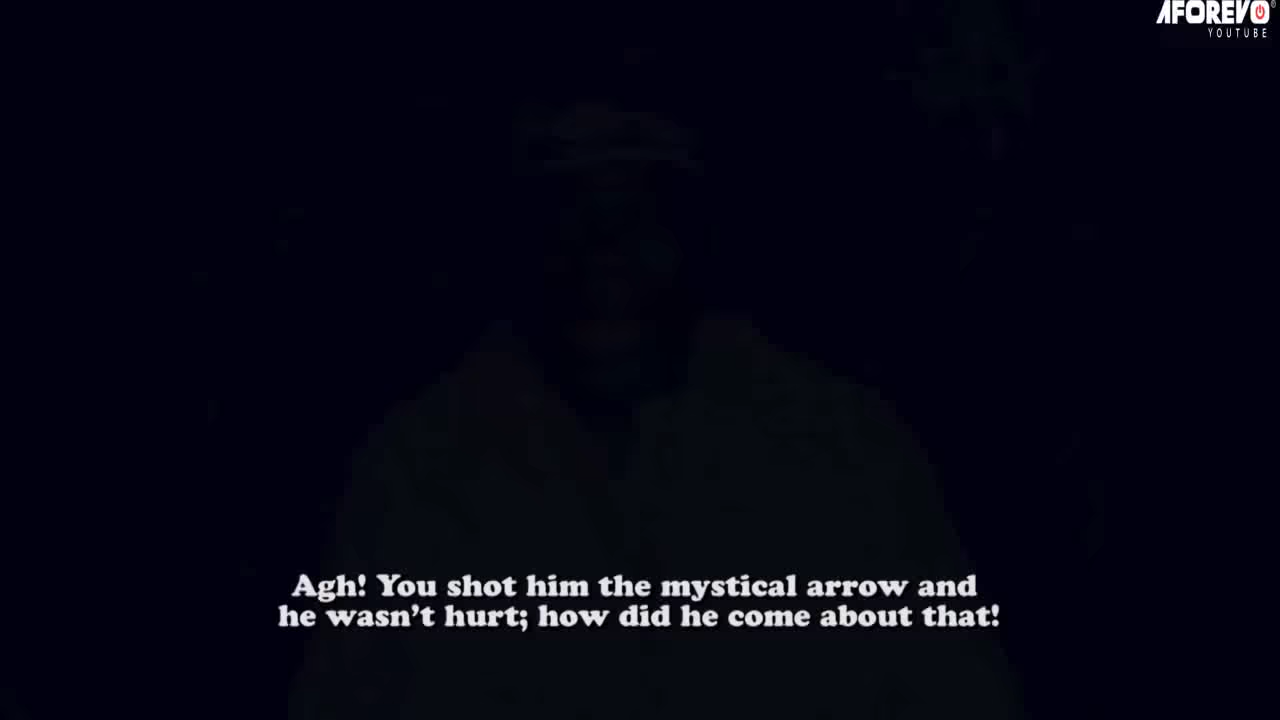 AFOREVO
YOUTUBE
Agh! You shot him the mystical arrow and
he wasn't hurt; how did he come about that!